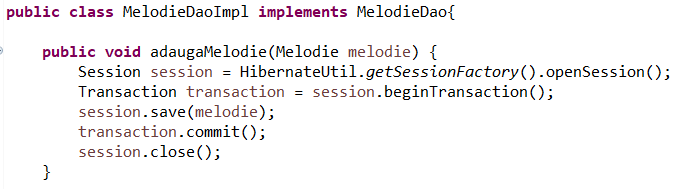 public class MelodieDaoImpl implements MelodieDao{
public void adaugaMelodie(Melodie melodie) {
Session session = HibernateUtil.getSessionFactory().openSession();
Transaction transaction = session.beginTransaction();
session.save(melodie);
transaction.commit();
session.close();
}